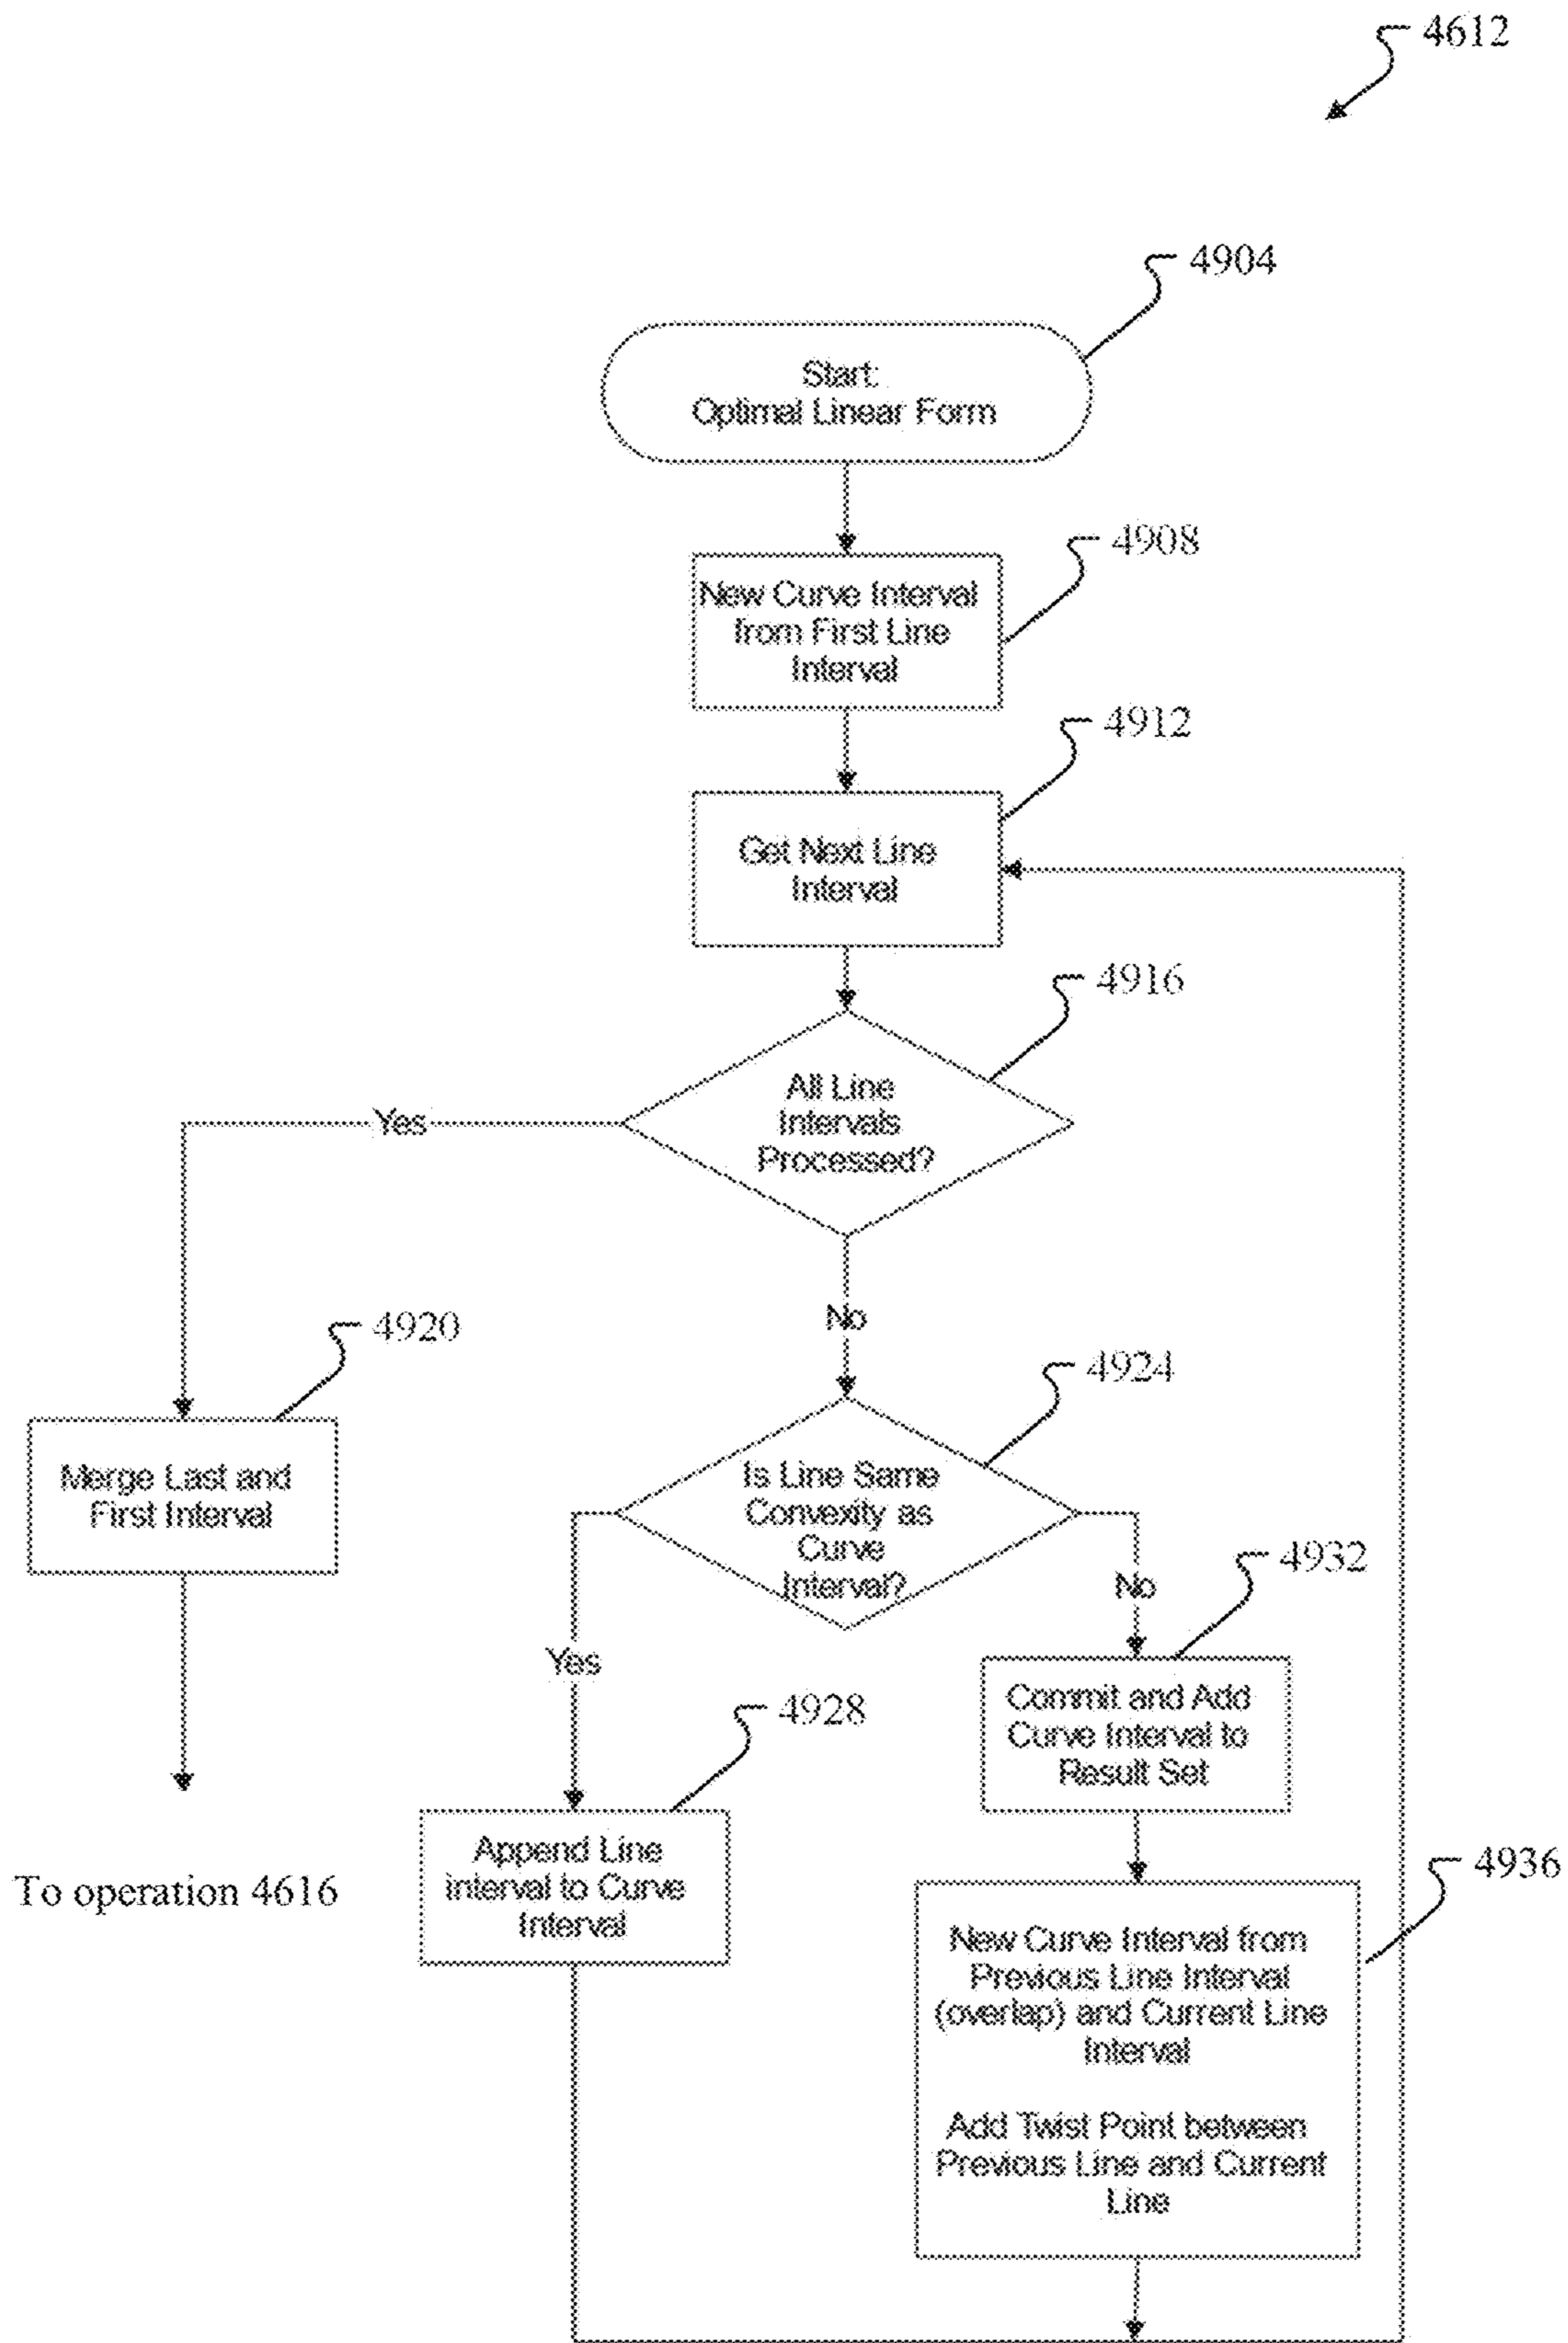 4612
4904
Start:
Optimal Linear Form
4908
New Curve Interval
from First Line
Interval
4912
Get Next Line
Interval
4916
All Line
Intervals
Processed?
Yes
No
4920
Merge Last and
First Interval
To operation 4616
4924
Is Line Same
Convexity as
Curve
Interval?
Yes
No
4928
Append Line
interval to Curve
Interval
4932
Commit and Add
Curve Interval to
Result Set
4936
New Curve Interval from
Previous Line Interval
(overlap) and Current Line
Interval
Add Twist Point between
Previous Line and Current
Line